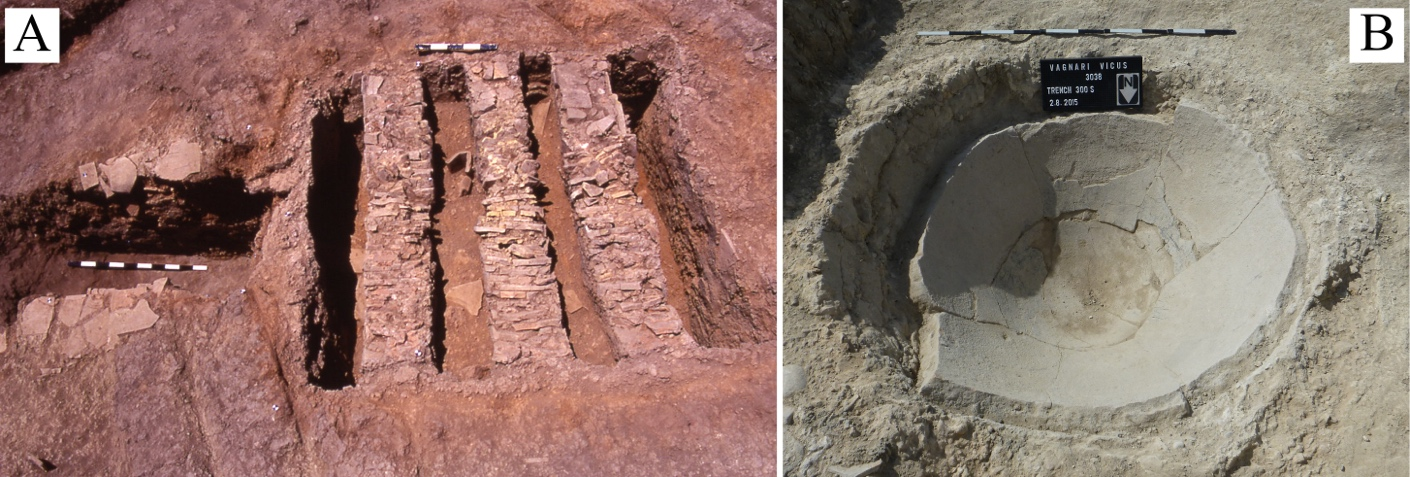 A
B
VAGNARI VICUS
3038
TRENCH 300 S
N
2.8.2015